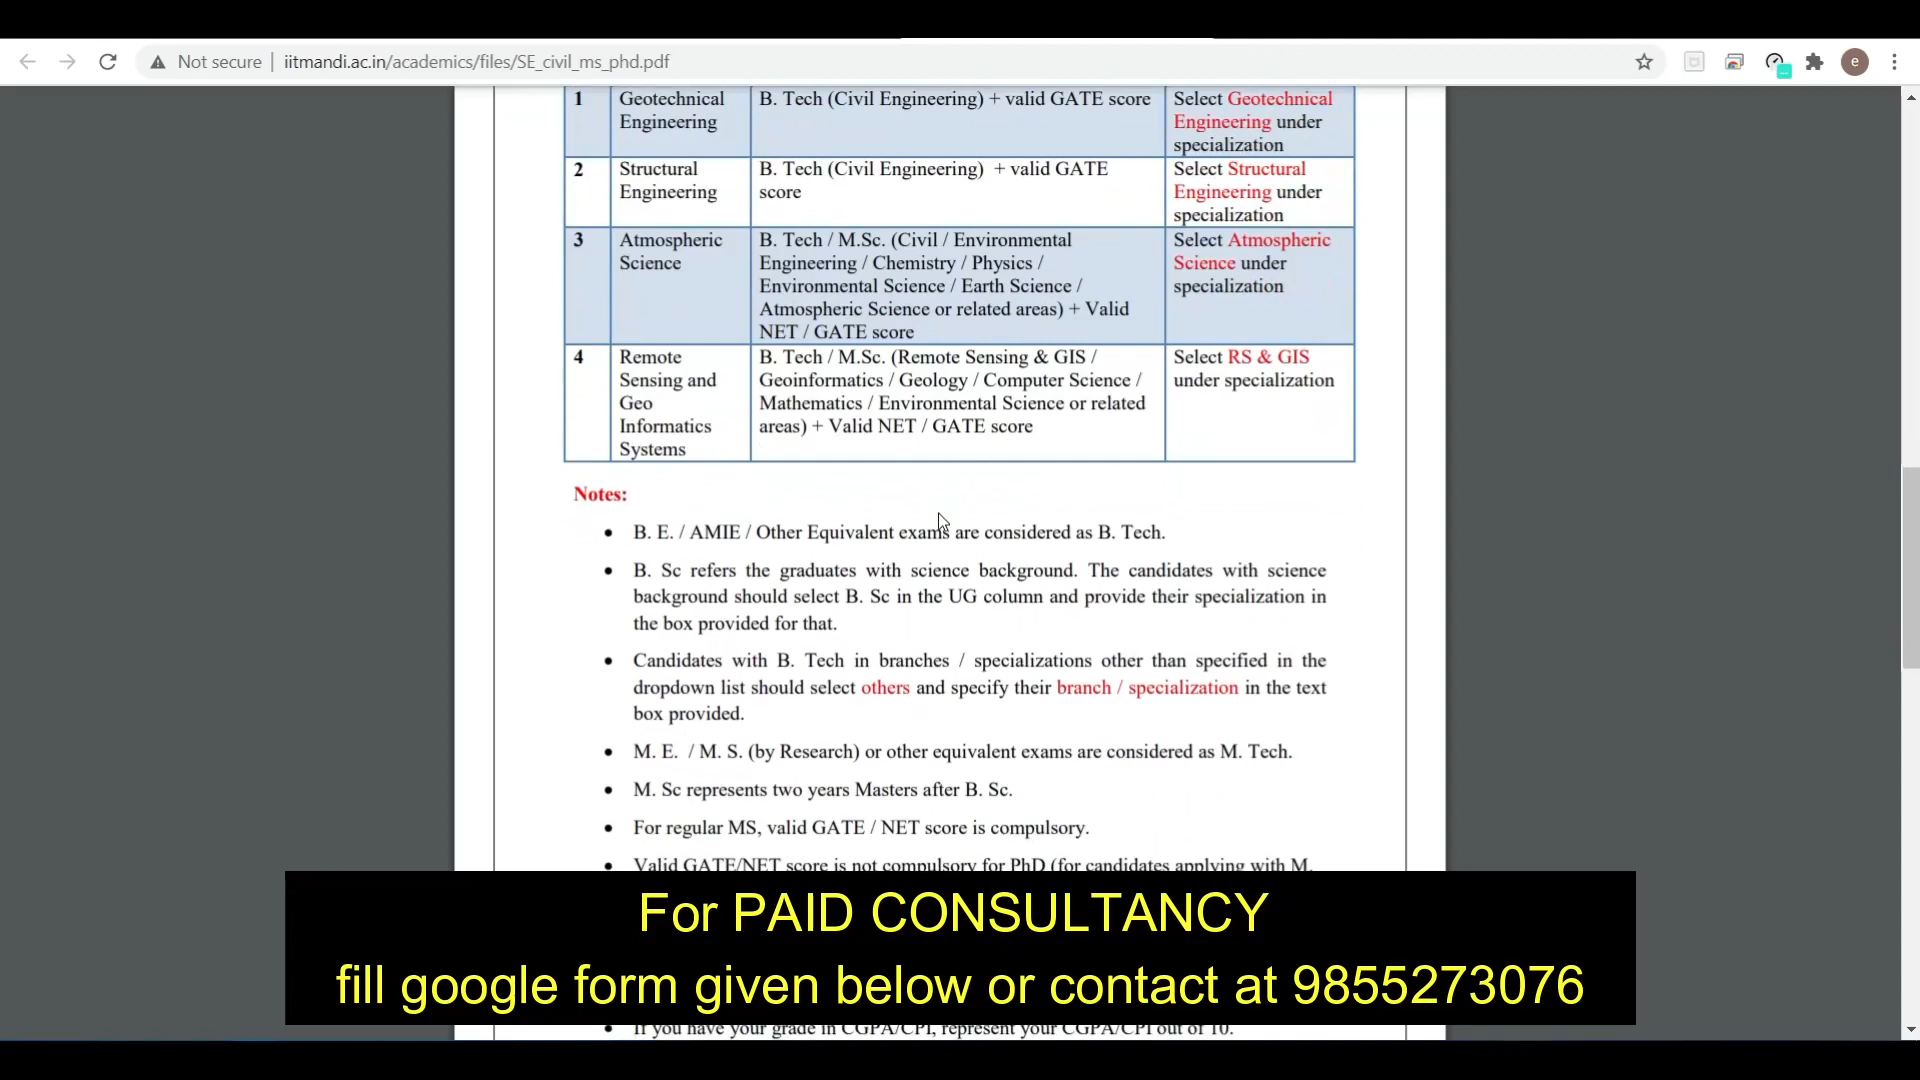 Not secure | iitmandi.ac.in/academics/files/SE_civil_ms_phd.pdf
e
1 Geotechnical B. Tech (Civil Engineering) + valid GATE score Select Geotechnical
Engineering Engineering under
specialization
2 Structural B. Tech (Civil Engineering) + valid GATE Select Structural
Engineering score Engineering under
specialization
3 Atmospheric B. Tech / M.Sc. (Civil / Environmental Select Atmospheric
Science Engineering / Chemistry / Physics / Science under
Environmental Science / Earth Science / specialization
Atmospheric Science or related areas) + Valid
NET / GATE score
4 Remote B. Tech / M.Sc. (Remote Sensing & GIS / Select RS & GIS
Sensing and Geoinformatics / Geology / Computer Science / under specialization
Geo Mathematics / Environmental Science or related
Informatics areas) + Valid NET / GATE score
Systems
Notes:
• B. E. / AMIE / Other Equivalent exams are considered as B. Tech.
• B. Sc refers the graduates with science background. The candidates with science
background should select B. Sc in the UG column and provide their specialization in
the box provided for that.
• Candidates with B. Tech in branches / specializations other than specified in the
dropdown list should select others and specify their branch / specialization in the text
box provided.
• M. E. / M. S. (by Research) or other equivalent exams are considered as M. Tech.
• M. Sc represents two years Masters after B. Sc.
• For regular MS, valid GATE / NET score is compulsory.
• Valid GATE/NET score is not compulsory for PhD (for candidates applying with M.
For PAID CONSULTANCY
fill google form given below or contact at 9855273076
• If you have your grade in CGPA/CPI, represent your CGPA/CPI out of 10.